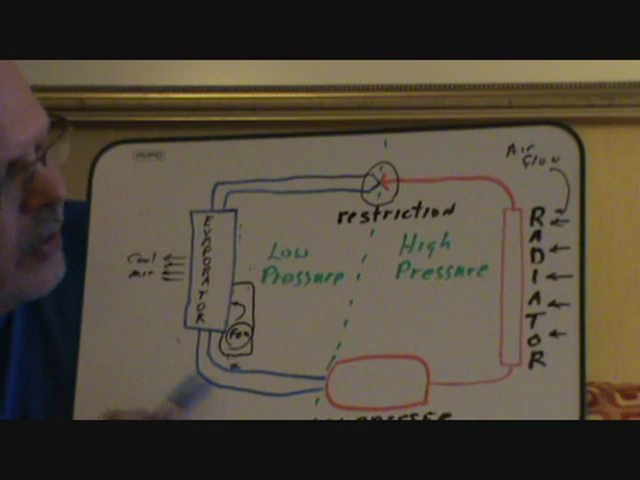 Air
Flow
restriction
EVAPORATOR
Low
Pressure
High
Pressure
RADIATOR
Cool
Air
Fan